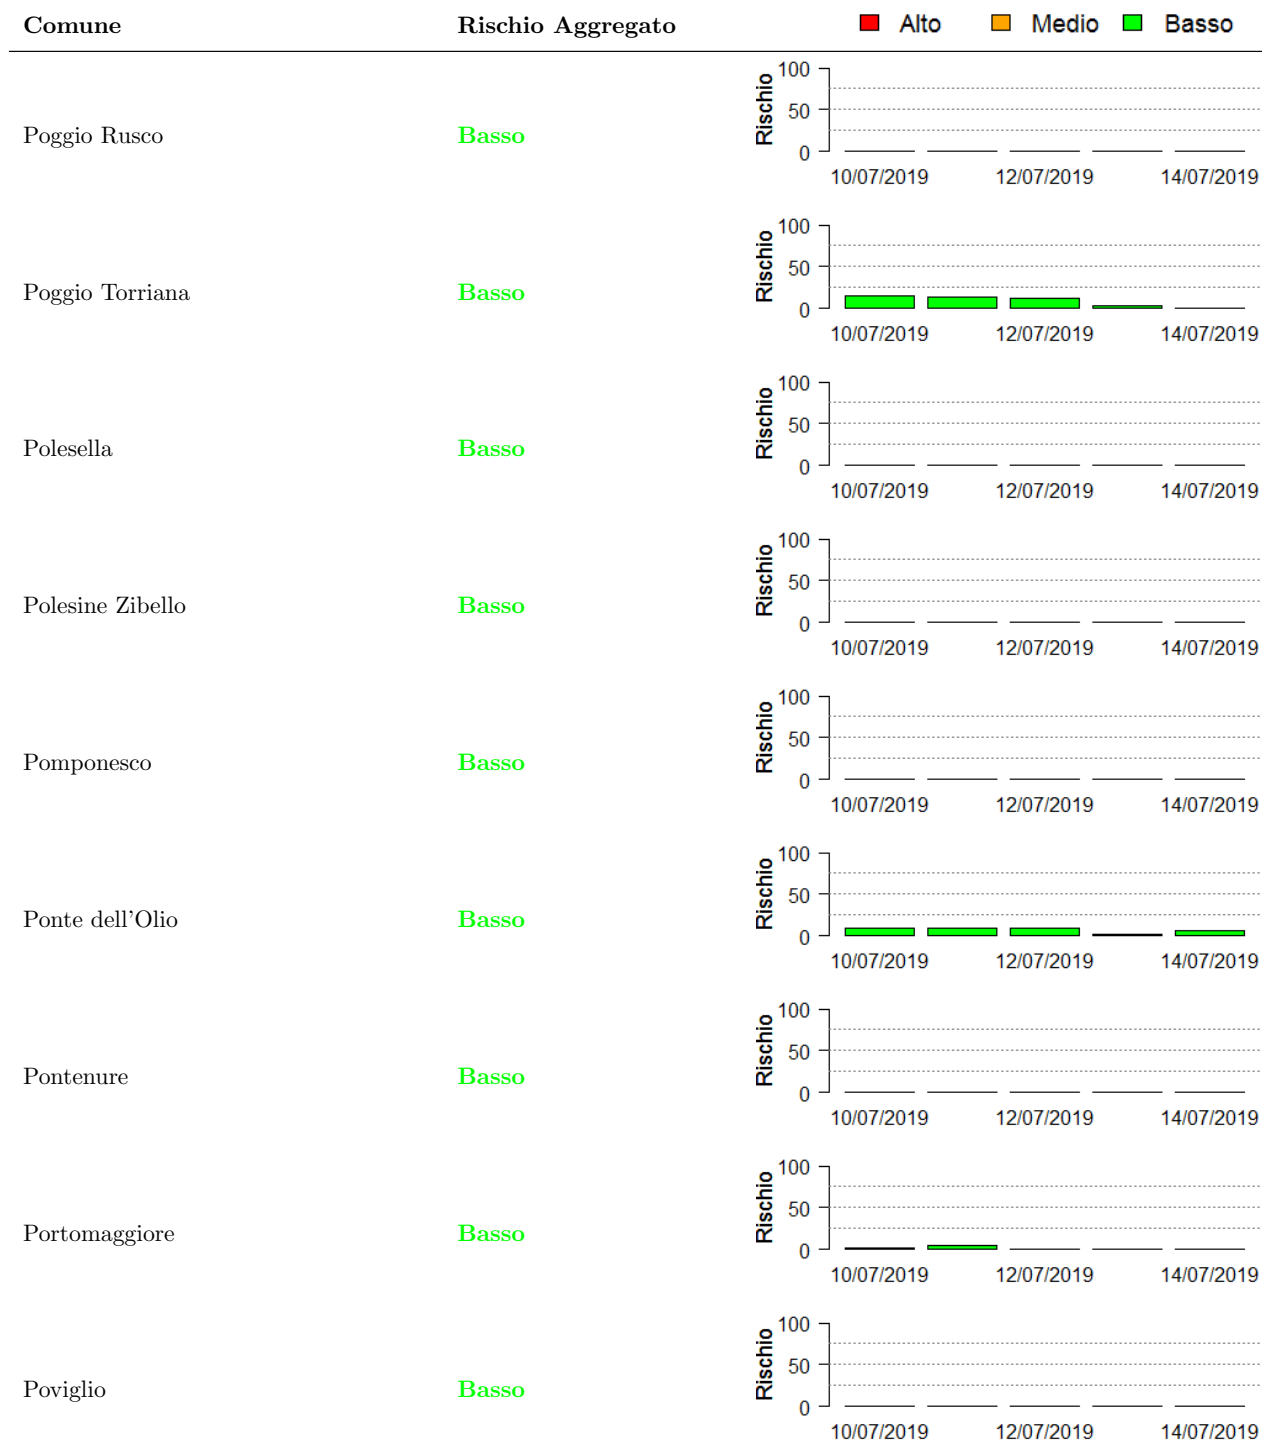 Comune Rischio Aggregato Alto Medio Basso
Poggio Rusco Basso Rischio 100 50 0
10/07/2019 12/07/2019 14/07/2019
Poggio Torriana Basso Rischio 100 50 0
10/07/2019 12/07/2019 14/07/2019
Polesella Basso Rischio 100 50 0
10/07/2019 12/07/2019 14/07/2019
Polesine Zibello Basso Rischio 100 50 0
10/07/2019 12/07/2019 14/07/2019
Pomponesco Basso Rischio 100 50 0
10/07/2019 12/07/2019 14/07/2019
Ponte dell'Olio Basso Rischio 100 50 0
10/07/2019 12/07/2019 14/07/2019
Pontenure Basso Rischio 100 50 0
10/07/2019 12/07/2019 14/07/2019
Portomaggiore Basso Rischio 100 50 0
10/07/2019 12/07/2019 14/07/2019
Poviglio Basso Rischio 100 50 0
10/07/2019 12/07/2019 14/07/2019